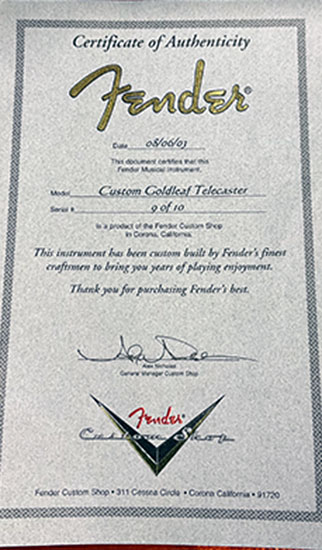 Certificate of Authenticity
Fender®
Date 08/06/03
This document certifies that this
Fender Musical Instrument.
Model Custom Goldleaf Telecaster
Serial # 9 of 10
is a product of the Fender Custom Shop
in Corona, California.
This instrument has been custom built by Fender's finest
craftsmen to bring you years of playing enjoyment.
Thank you for purchasing Fender's best.
Alex Nicholas
General Manager Custom Shop
Fender®
Custom Shop
Fender Custom Shop • 311 Cessna Circle • Corona California • 91720